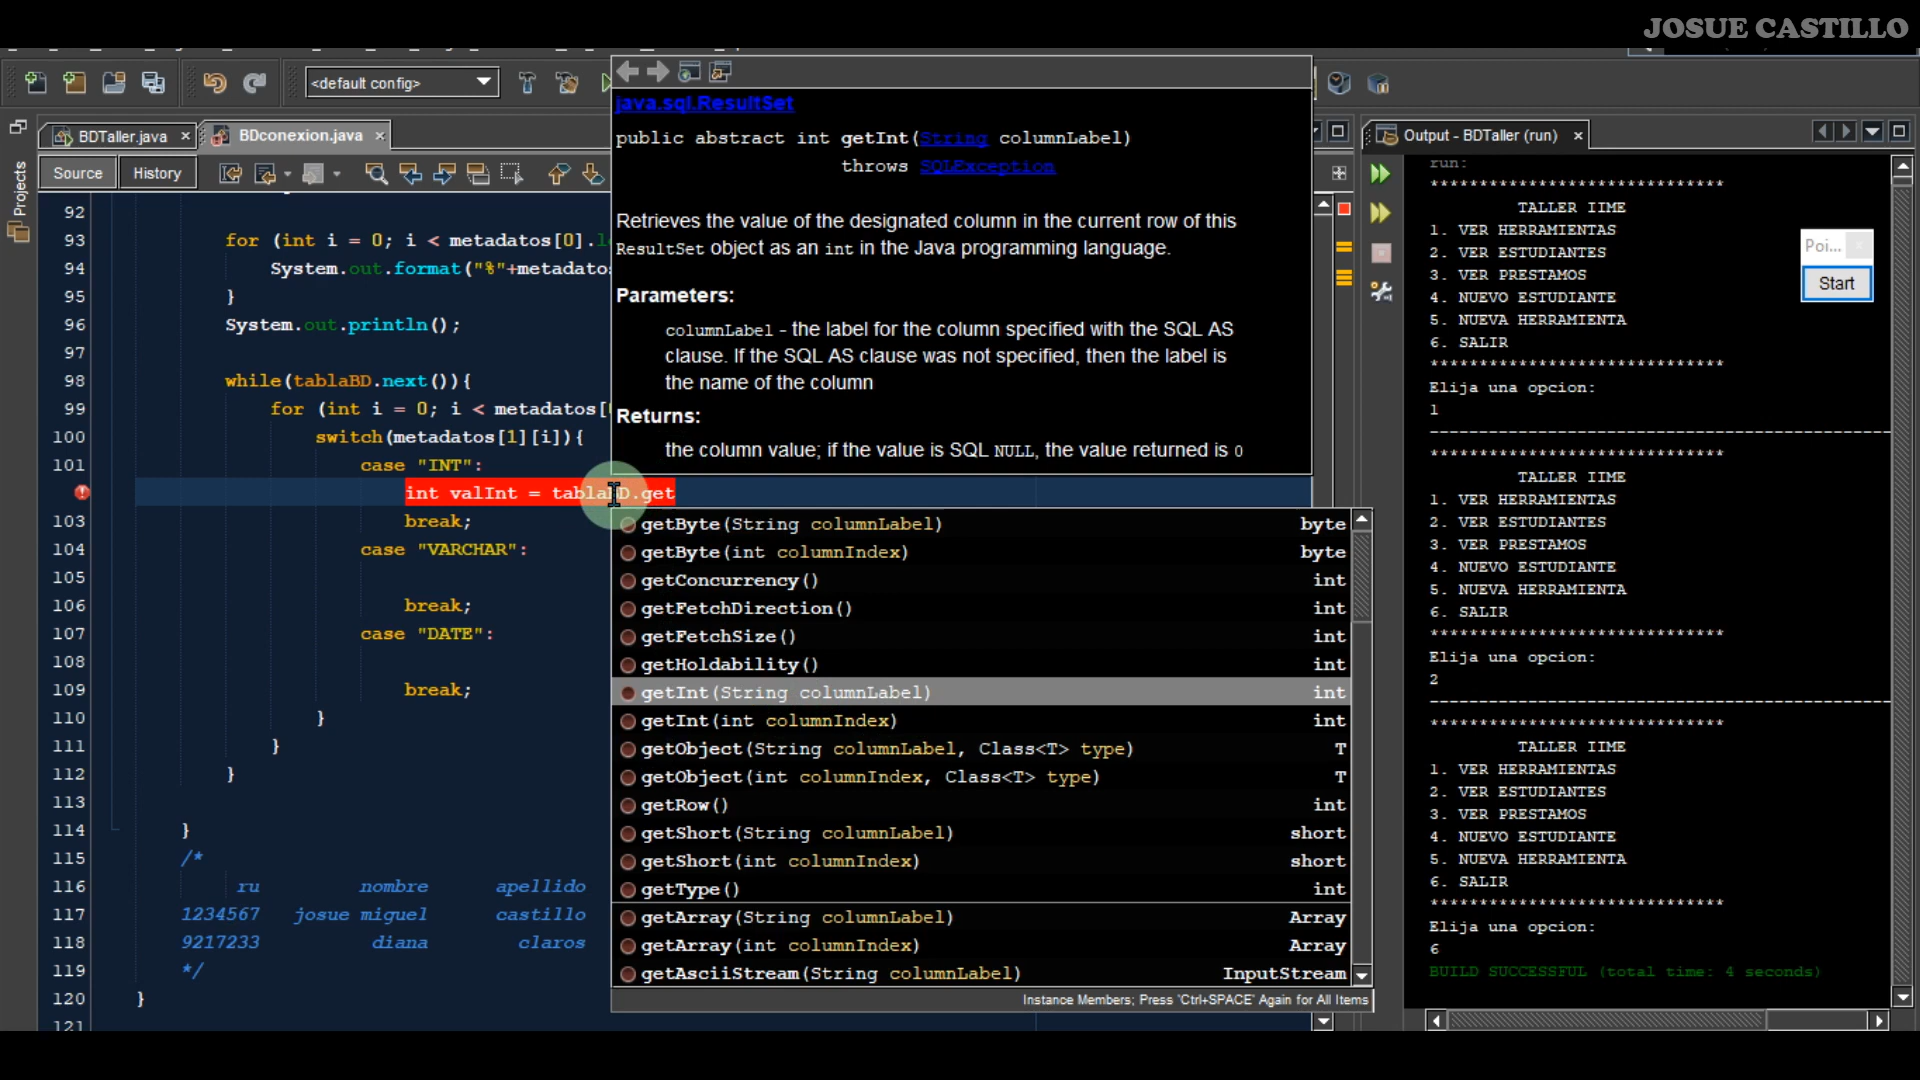 JOSUE CASTILLO
<default config>
BDTaller.java
BDconexion.java
Source
History
Projects
92
93 for (int i = 0; i < metadatos[0].l
94 System.out.format("%"+metadatos
95 }
96 System.out.println();
97
98 while(tablaBD.next()){
99 for (int i = 0; i < metadatos[
100 switch(metadatos[1][i]){
101 case "INT":
int valInt = tablaBD.get
103 break;
104 case "VARCHAR":
105
106 break;
107 case "DATE":
108
109 break;
110 }
111 }
112 }
113
114 }
115 /*
116 ru nombre apellido
117 1234567 josue miguel castillo
118 9217233 diana claros
119 */
120 }
121
java.sql.ResultSet
public abstract int getInt(String columnLabel)
throws SQLException
Retrieves the value of the designated column in the current row of this
ResultSet object as an int in the Java programming language.
Parameters:
columnLabel - the label for the column specified with the SQL AS
clause. If the SQL AS clause was not specified, then the label is
the name of the column
Returns:
the column value; if the value is SQL NULL, the value returned is 0
getByte(String columnLabel) byte
getByte(int columnIndex) byte
getConcurrency() int
getFetchDirection() int
getFetchSize() int
getHoldability() int
getInt(String columnLabel) int
getInt(int columnIndex) int
getObject(String columnLabel, Class<T> type) T
getObject(int columnIndex, Class<T> type) T
getRow() int
getShort(String columnLabel) short
getShort(int columnIndex) short
getType() int
getArray(String columnLabel) Array
getArray(int columnIndex) Array
getAsciiStream(String columnLabel) InputStream
Instance Members; Press 'Ctrl+SPACE' Again for All Items
Output - BDTaller (run)
run:
******************************
TALLER IIME
1. VER HERRAMIENTAS
2. VER ESTUDIANTES
3. VER PRESTAMOS
4. NUEVO ESTUDIANTE
5. NUEVA HERRAMIENTA
6. SALIR
******************************
Elija una opcion:
1
-----------------------------------------------
******************************
TALLER IIME
1. VER HERRAMIENTAS
2. VER ESTUDIANTES
3. VER PRESTAMOS
4. NUEVO ESTUDIANTE
5. NUEVA HERRAMIENTA
6. SALIR
******************************
Elija una opcion:
2
-----------------------------------------------
******************************
TALLER IIME
1. VER HERRAMIENTAS
2. VER ESTUDIANTES
3. VER PRESTAMOS
4. NUEVO ESTUDIANTE
5. NUEVA HERRAMIENTA
6. SALIR
******************************
Elija una opcion:
6
BUILD SUCCESSFUL (total time: 4 seconds)
Poi...
Start